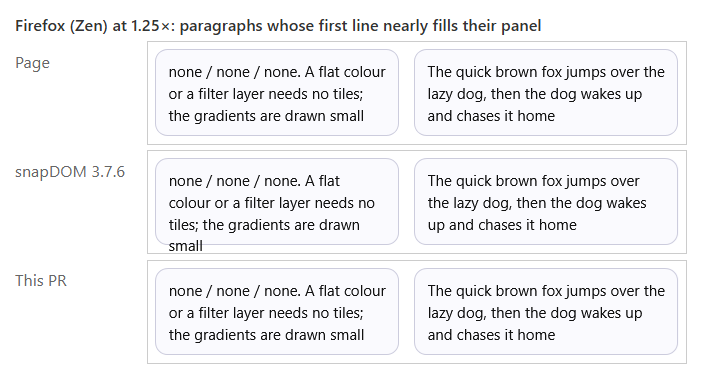 Firefox (Zen) at 1.25×: paragraphs whose first line nearly fills their panel
Page
none / none / none. A flat colour
or a filter layer needs no tiles;
the gradients are drawn small
The quick brown fox jumps over the
lazy dog, then the dog wakes up
and chases it home
snapDOM 3.7.6
none / none / none. A flat
colour or a filter layer needs no
tiles; the gradients are drawn
small
The quick brown fox jumps over
the lazy dog, then the dog wakes
up and chases it home
This PR
none / none / none. A flat colour
or a filter layer needs no tiles;
the gradients are drawn small
The quick brown fox jumps over the
lazy dog, then the dog wakes up
and chases it home